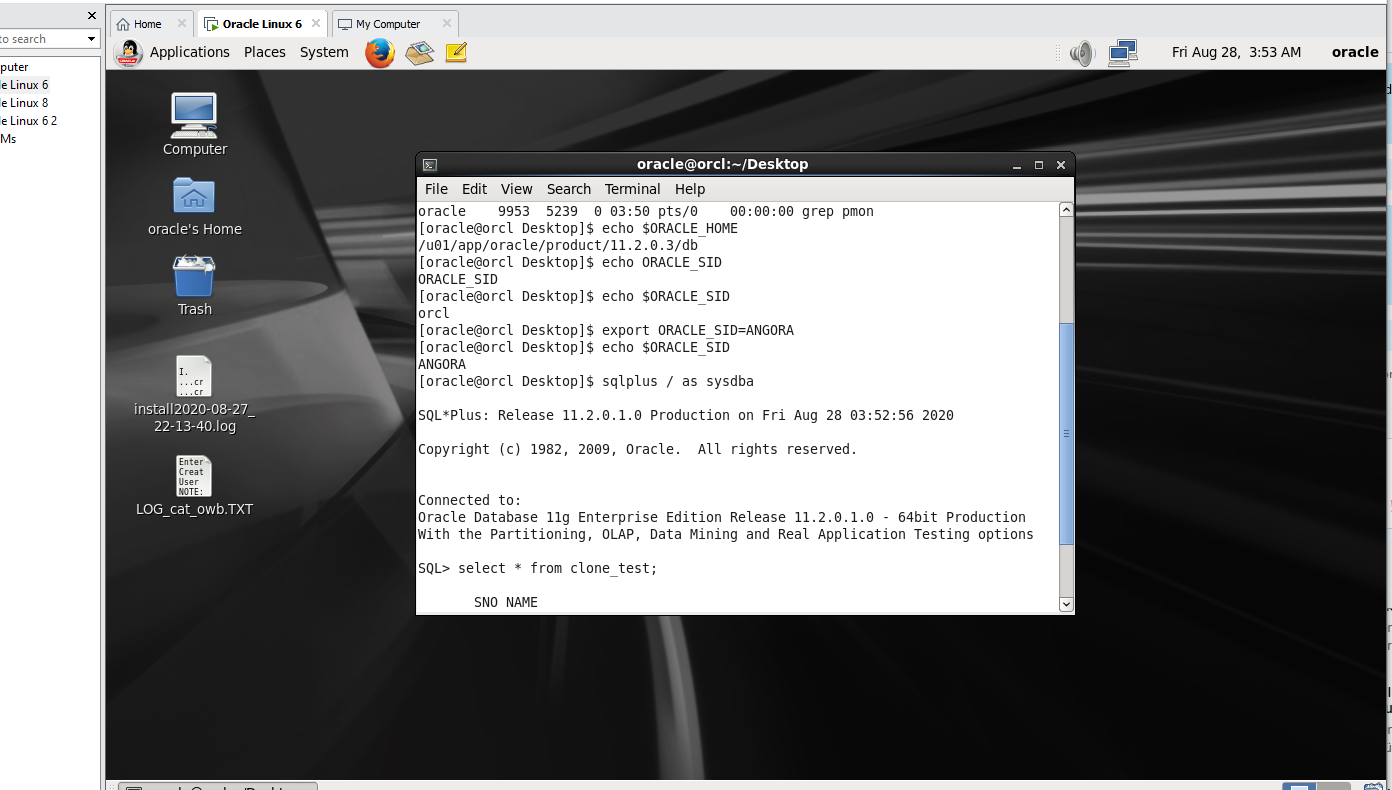 Home
Oracle Linux 6
My Computer
to search
Applications Places System
Fri Aug 28, 3:53 AM
oracle
puter
le Linux 6
le Linux 8
le Linux 6 2
Ms
Computer
oracle's Home
Trash
I.
...cr
...cr
install2020-08-27_
22-13-40.log
Enter
Creat
User
NOTE:
LOG_cat_owb.TXT
oracle@orcl:~/Desktop
File Edit View Search Terminal Help
oracle    9953  5239  0 03:50 pts/0    00:00:00 grep pmon
[oracle@orcl Desktop]$ echo $ORACLE_HOME
/u01/app/oracle/product/11.2.0.3/db
[oracle@orcl Desktop]$ echo ORACLE_SID
ORACLE_SID
[oracle@orcl Desktop]$ echo $ORACLE_SID
orcl
[oracle@orcl Desktop]$ export ORACLE_SID=ANGORA
[oracle@orcl Desktop]$ echo $ORACLE_SID
ANGORA
[oracle@orcl Desktop]$ sqlplus / as sysdba
SQL*Plus: Release 11.2.0.1.0 Production on Fri Aug 28 03:52:56 2020
Copyright (c) 1982, 2009, Oracle.  All rights reserved.
Connected to:
Oracle Database 11g Enterprise Edition Release 11.2.0.1.0 - 64bit Production
With the Partitioning, OLAP, Data Mining and Real Application Testing options
SQL> select * from clone_test;
SNO NAME